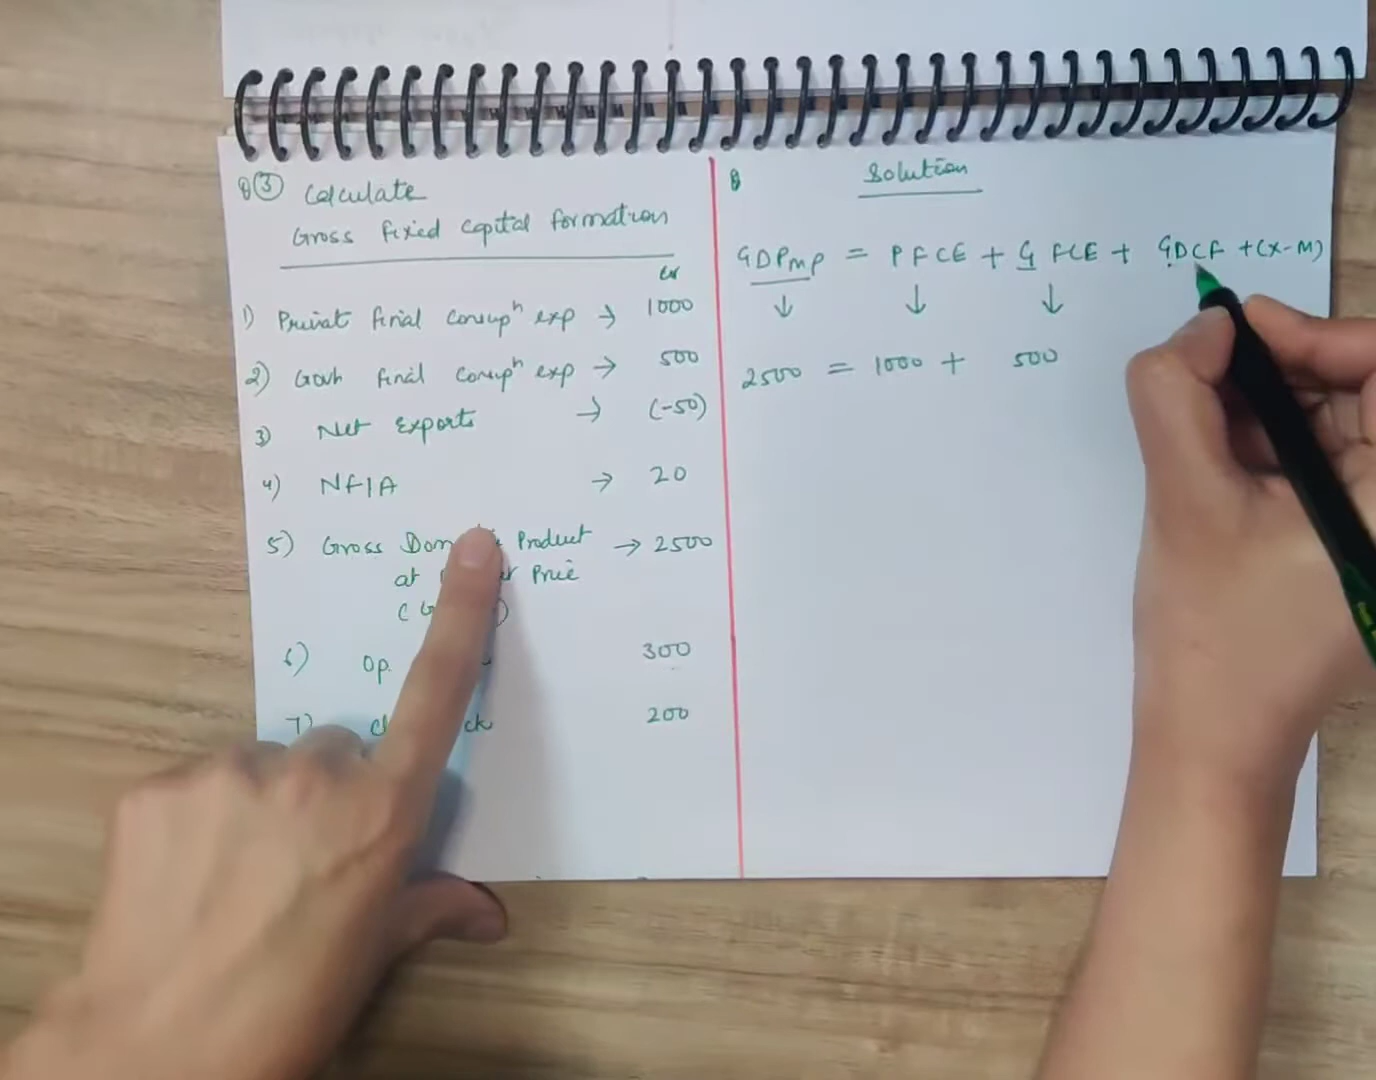 Q③ Calculate
Gross fixed capital formation
cr
1) Privat final consupⁿ exp → 1000
2) Govt final consupⁿ exp → 500
3) Net Exports → (-50)
4) NFIA → 20
5) Gross Product → 2500
at Price
6) Op 300
7) 200
Solution
GDPMP = PFCE + G FCE + GDCF + (X-M)
↓ ↓ ↓
2500 = 1000 + 500